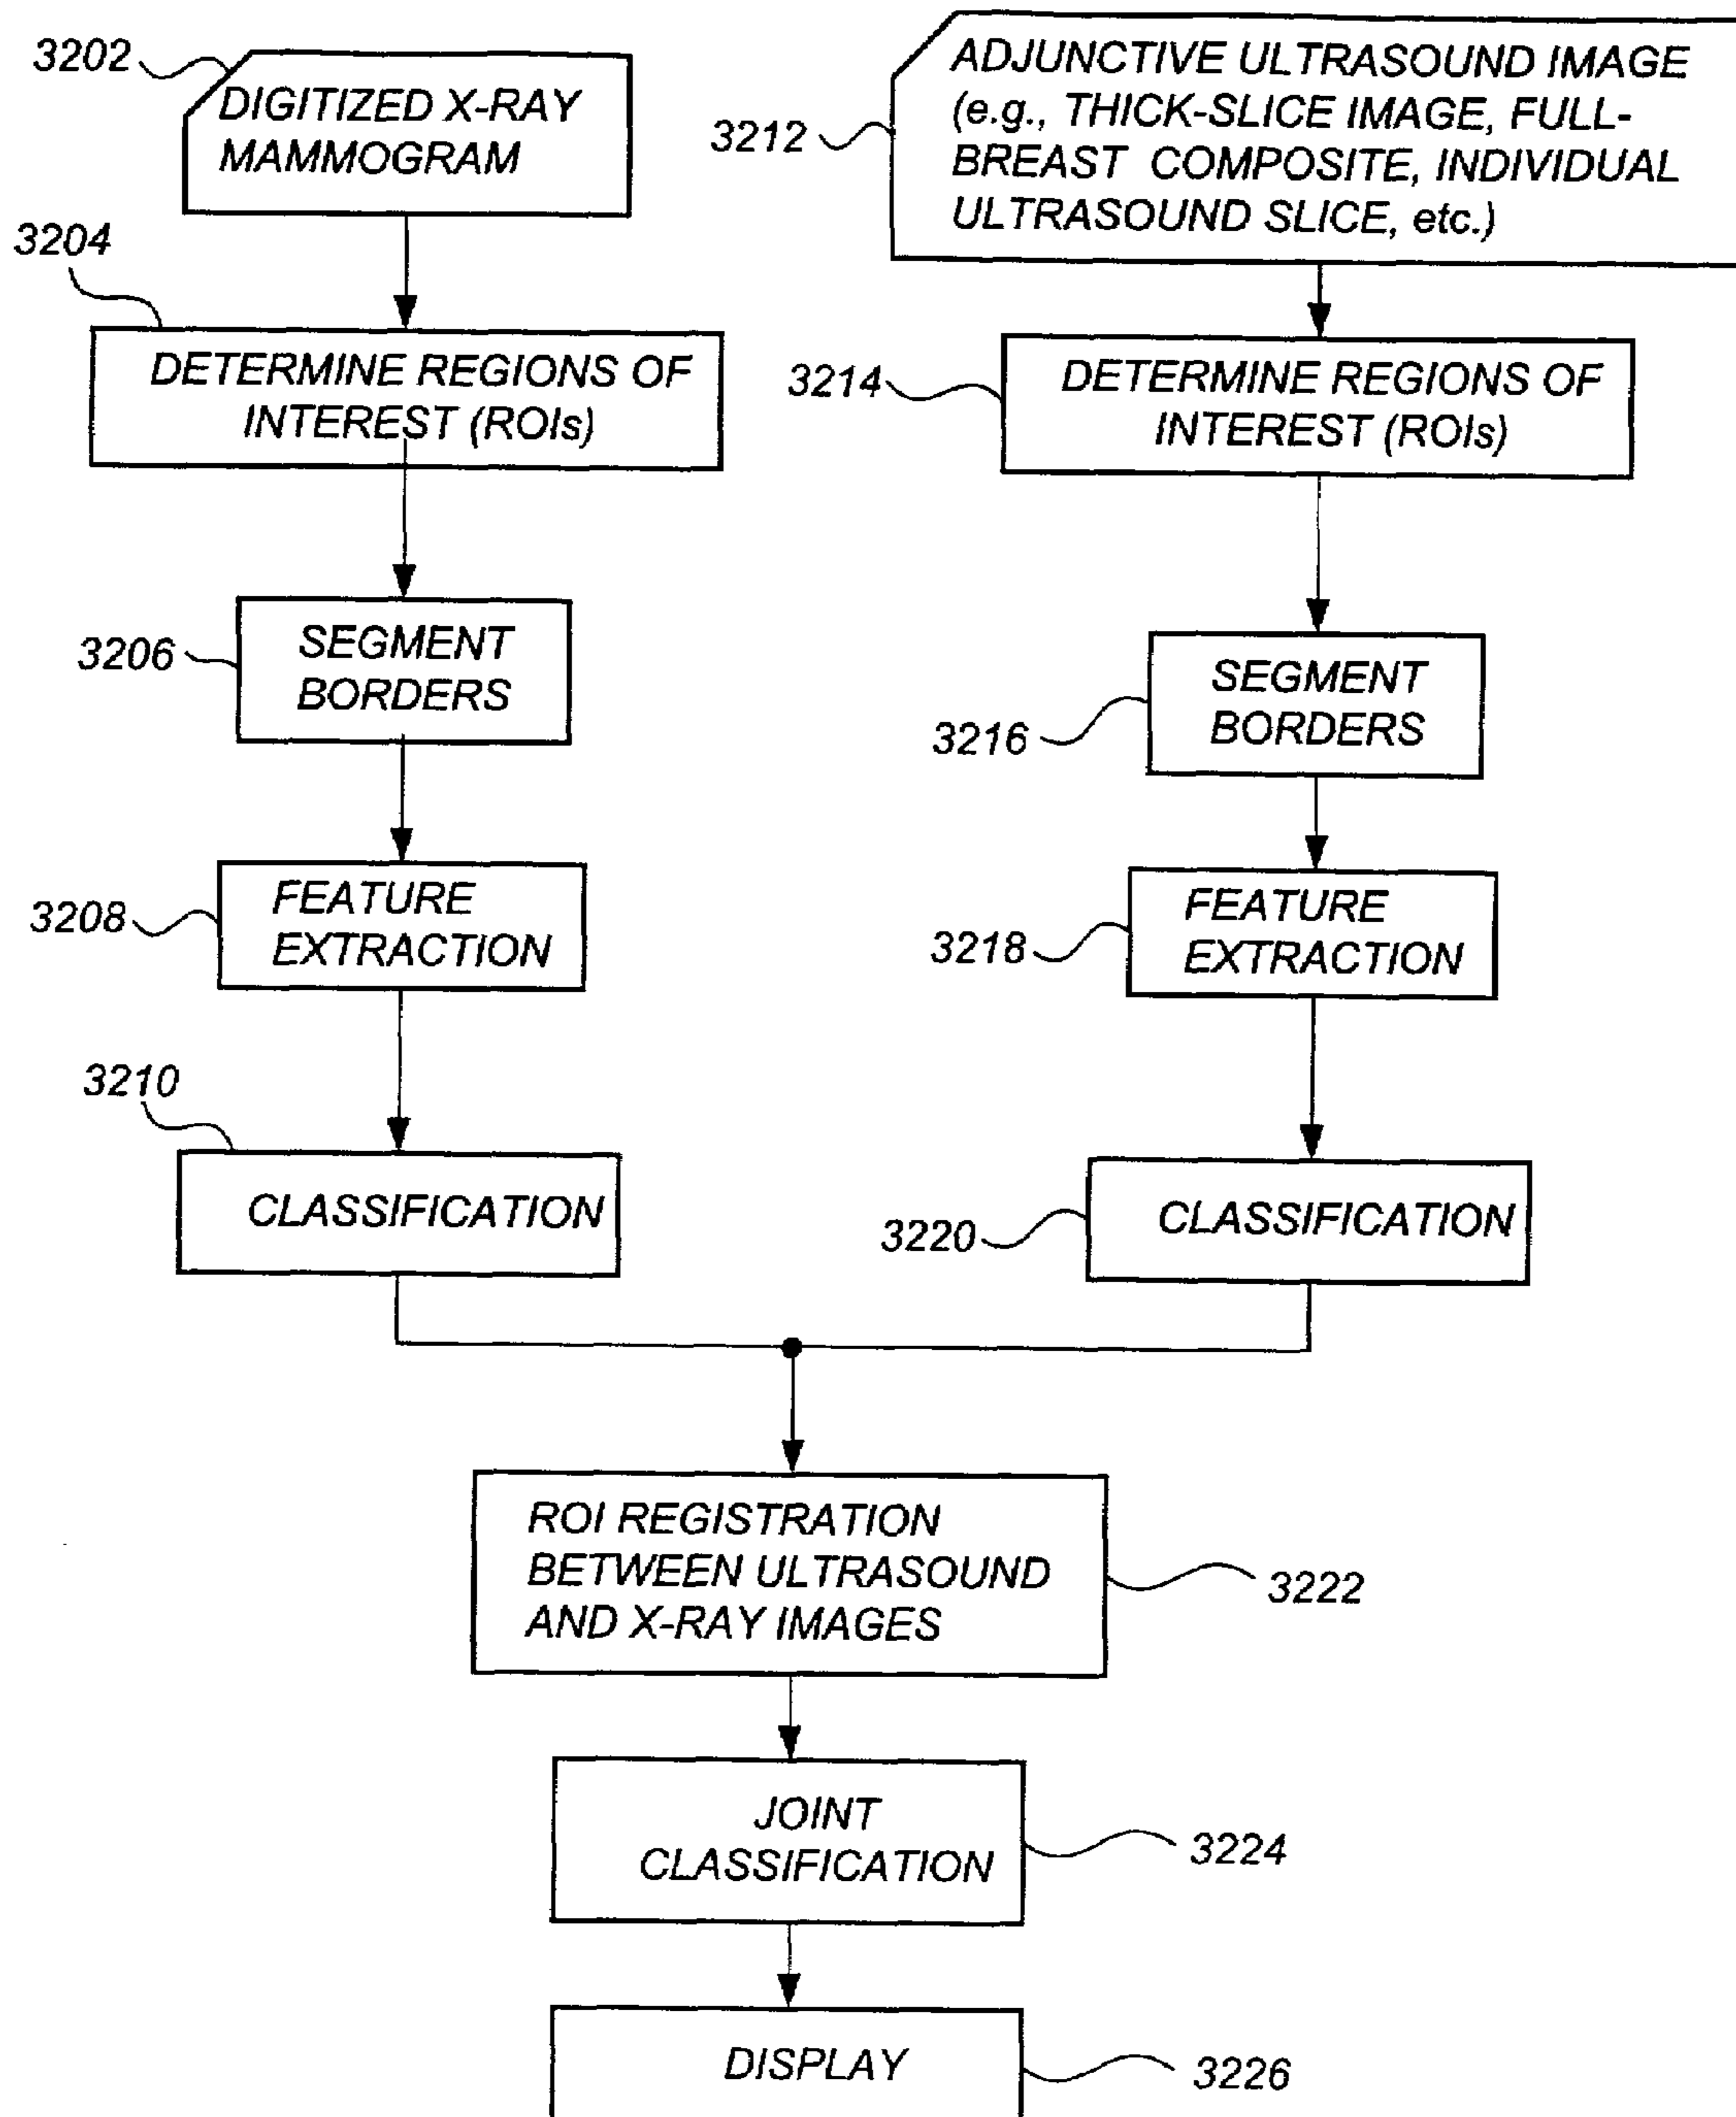 3202
DIGITIZED X-RAY
MAMMOGRAM
3204
DETERMINE REGIONS OF
INTEREST (ROIs)
3206
SEGMENT
BORDERS
3208
FEATURE
EXTRACTION
3210
CLASSIFICATION
3212
ADJUNCTIVE ULTRASOUND IMAGE
(e.g., THICK-SLICE IMAGE, FULL-
BREAST COMPOSITE, INDIVIDUAL
ULTRASOUND SLICE, etc.)
3214
DETERMINE REGIONS OF
INTEREST (ROIs)
3216
SEGMENT
BORDERS
3218
FEATURE
EXTRACTION
3220
CLASSIFICATION
ROI REGISTRATION
BETWEEN ULTRASOUND
AND X-RAY IMAGES
3222
JOINT
CLASSIFICATION
3224
DISPLAY
3226